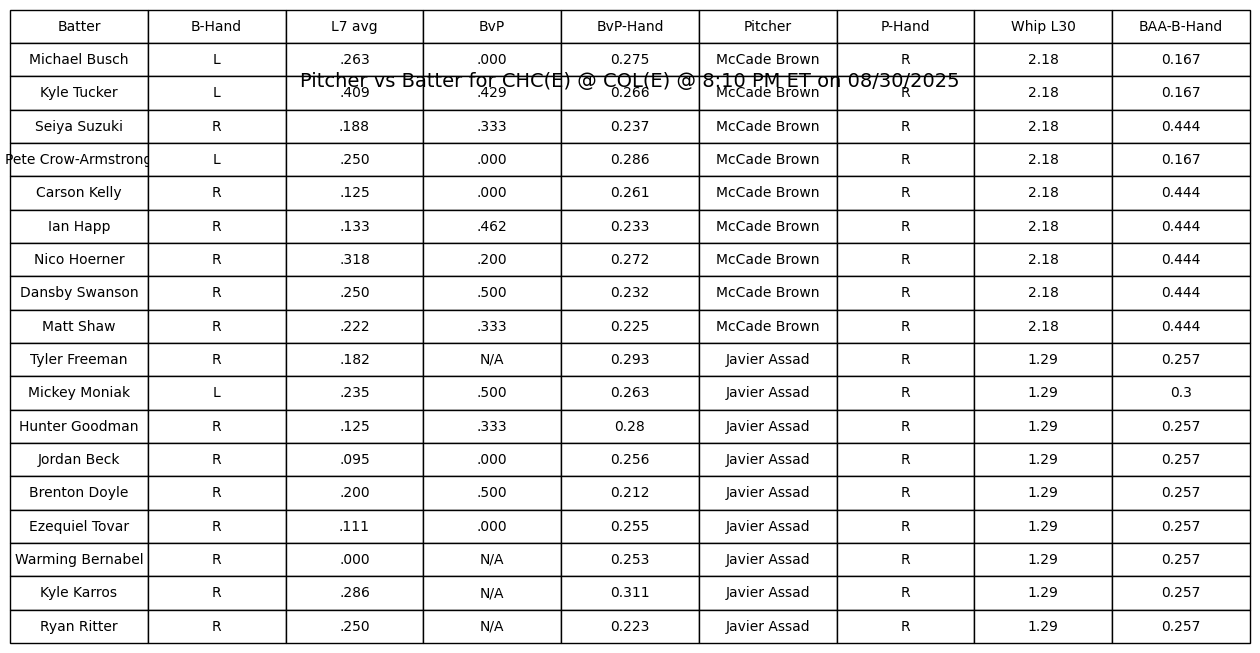 Batter B-Hand L7 avg BvP BvP-Hand Pitcher P-Hand Whip L30 BAA-B-Hand
Michael Busch L .263 .000 0.275 McCade Brown R 2.18 0.167
Pitcher vs Batter for CHC(E) @ COL(E) @ 8:10 PM ET on 08/30/2025
Kyle Tucker L .409 .429 0.266 McCade Brown R 2.18 0.167
Seiya Suzuki R .188 .333 0.237 McCade Brown R 2.18 0.444
Pete Crow-Armstrong L .250 .000 0.286 McCade Brown R 2.18 0.167
Carson Kelly R .125 .000 0.261 McCade Brown R 2.18 0.444
Ian Happ R .133 .462 0.233 McCade Brown R 2.18 0.444
Nico Hoerner R .318 .200 0.272 McCade Brown R 2.18 0.444
Dansby Swanson R .250 .500 0.232 McCade Brown R 2.18 0.444
Matt Shaw R .222 .333 0.225 McCade Brown R 2.18 0.444
Tyler Freeman R .182 N/A 0.293 Javier Assad R 1.29 0.257
Mickey Moniak L .235 .500 0.263 Javier Assad R 1.29 0.3
Hunter Goodman R .125 .333 0.28 Javier Assad R 1.29 0.257
Jordan Beck R .095 .000 0.256 Javier Assad R 1.29 0.257
Brenton Doyle R .200 .500 0.212 Javier Assad R 1.29 0.257
Ezequiel Tovar R .111 .000 0.255 Javier Assad R 1.29 0.257
Warming Bernabel R .000 N/A 0.253 Javier Assad R 1.29 0.257
Kyle Karros R .286 N/A 0.311 Javier Assad R 1.29 0.257
Ryan Ritter R .250 N/A 0.223 Javier Assad R 1.29 0.257